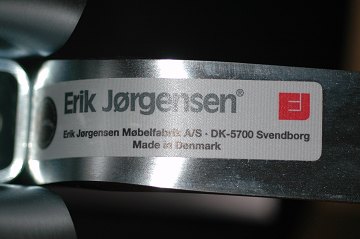 Erik Jørgensen®
EJ
Erik Jørgensen Møbelfabrik A/S · DK-5700 Svendborg
Made in Denmark